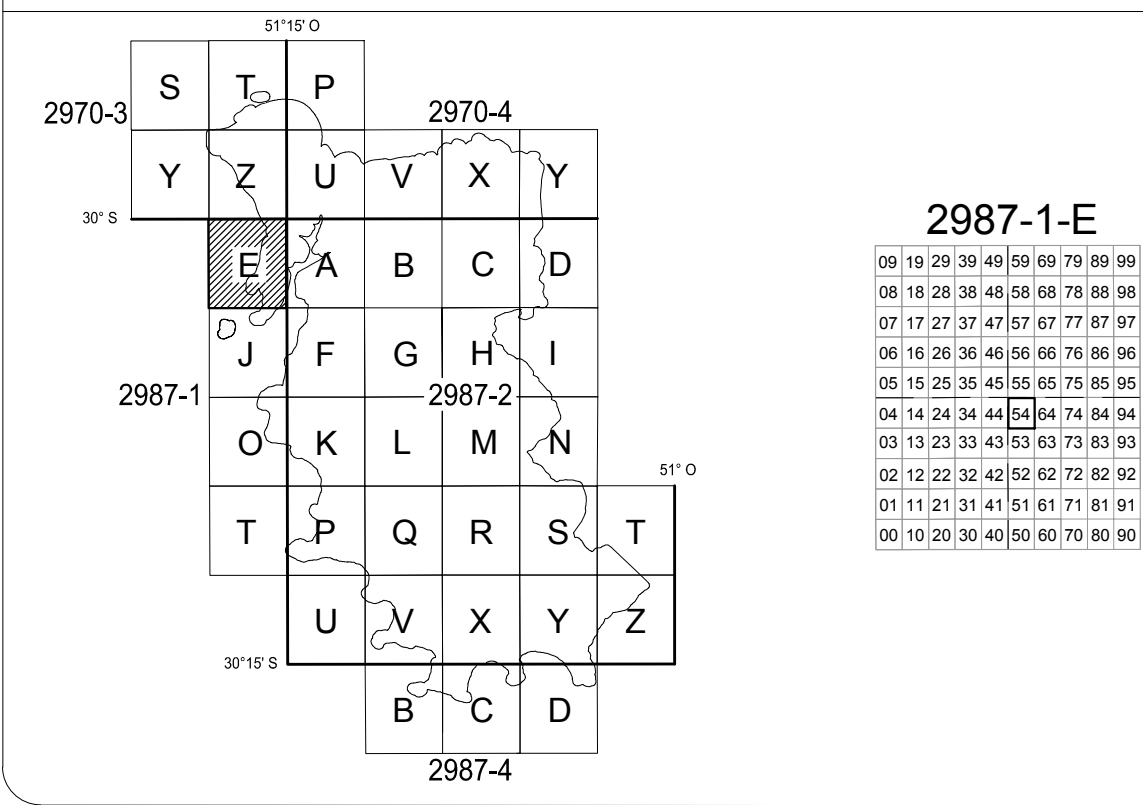 51°15' O
S T P
2970-3
2970-4
Y Z U V X Y
30° S
E A B C D
J F G H I
2987-1
2987-2
O K L M N
51° O
T P Q R S T
U V X Y Z
30°15' S
B C D
2987-4
2987-1-E
09 19 29 39 49 59 69 79 89 99
08 18 28 38 48 58 68 78 88 98
07 17 27 37 47 57 67 77 87 97
06 16 26 36 46 56 66 76 86 96
05 15 25 35 45 55 65 75 85 95
04 14 24 34 44 54 64 74 84 94
03 13 23 33 43 53 63 73 83 93
02 12 22 32 42 52 62 72 82 92
01 11 21 31 41 51 61 71 81 91
00 10 20 30 40 50 60 70 80 90